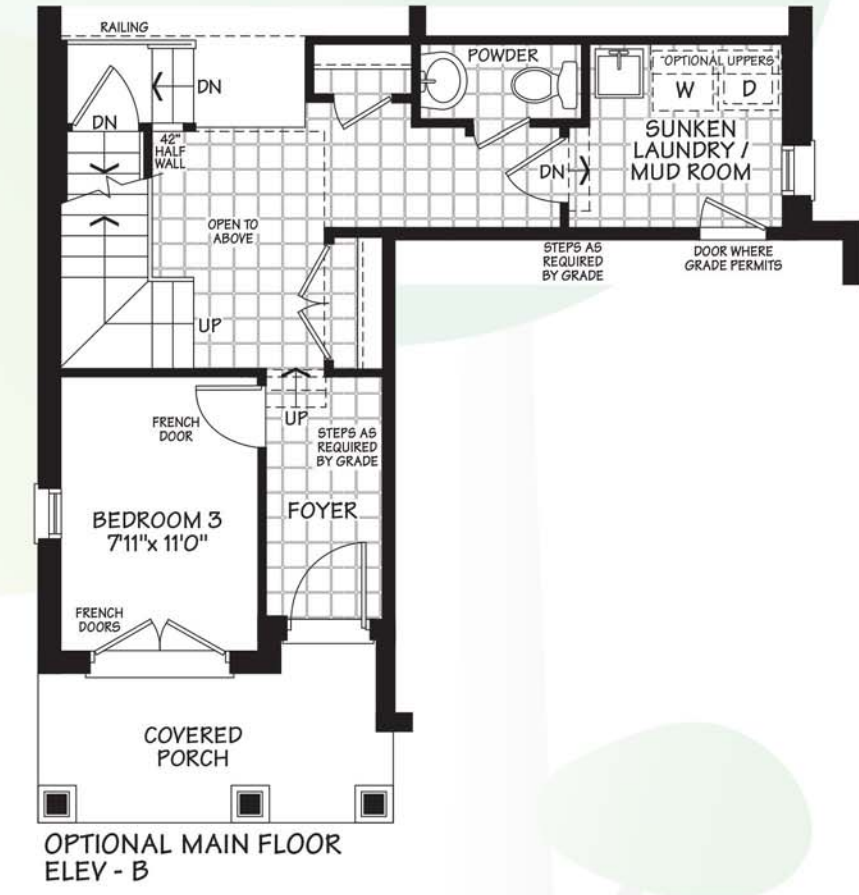 RAILING
DN
DN
42"
HALF
WALL
OPEN TO
ABOVE
UP
POWDER
"OPTIONAL UPPERS"
W
D
SUNKEN
LAUNDRY /
MUD ROOM
DN
STEPS AS
REQUIRED
BY GRADE
DOOR WHERE
GRADE PERMITS
FRENCH
DOOR
UP
STEPS AS
REQUIRED
BY GRADE
FOYER
BEDROOM 3
7'11"x 11'0"
FRENCH
DOORS
COVERED
PORCH
OPTIONAL MAIN FLOOR
ELEV - B